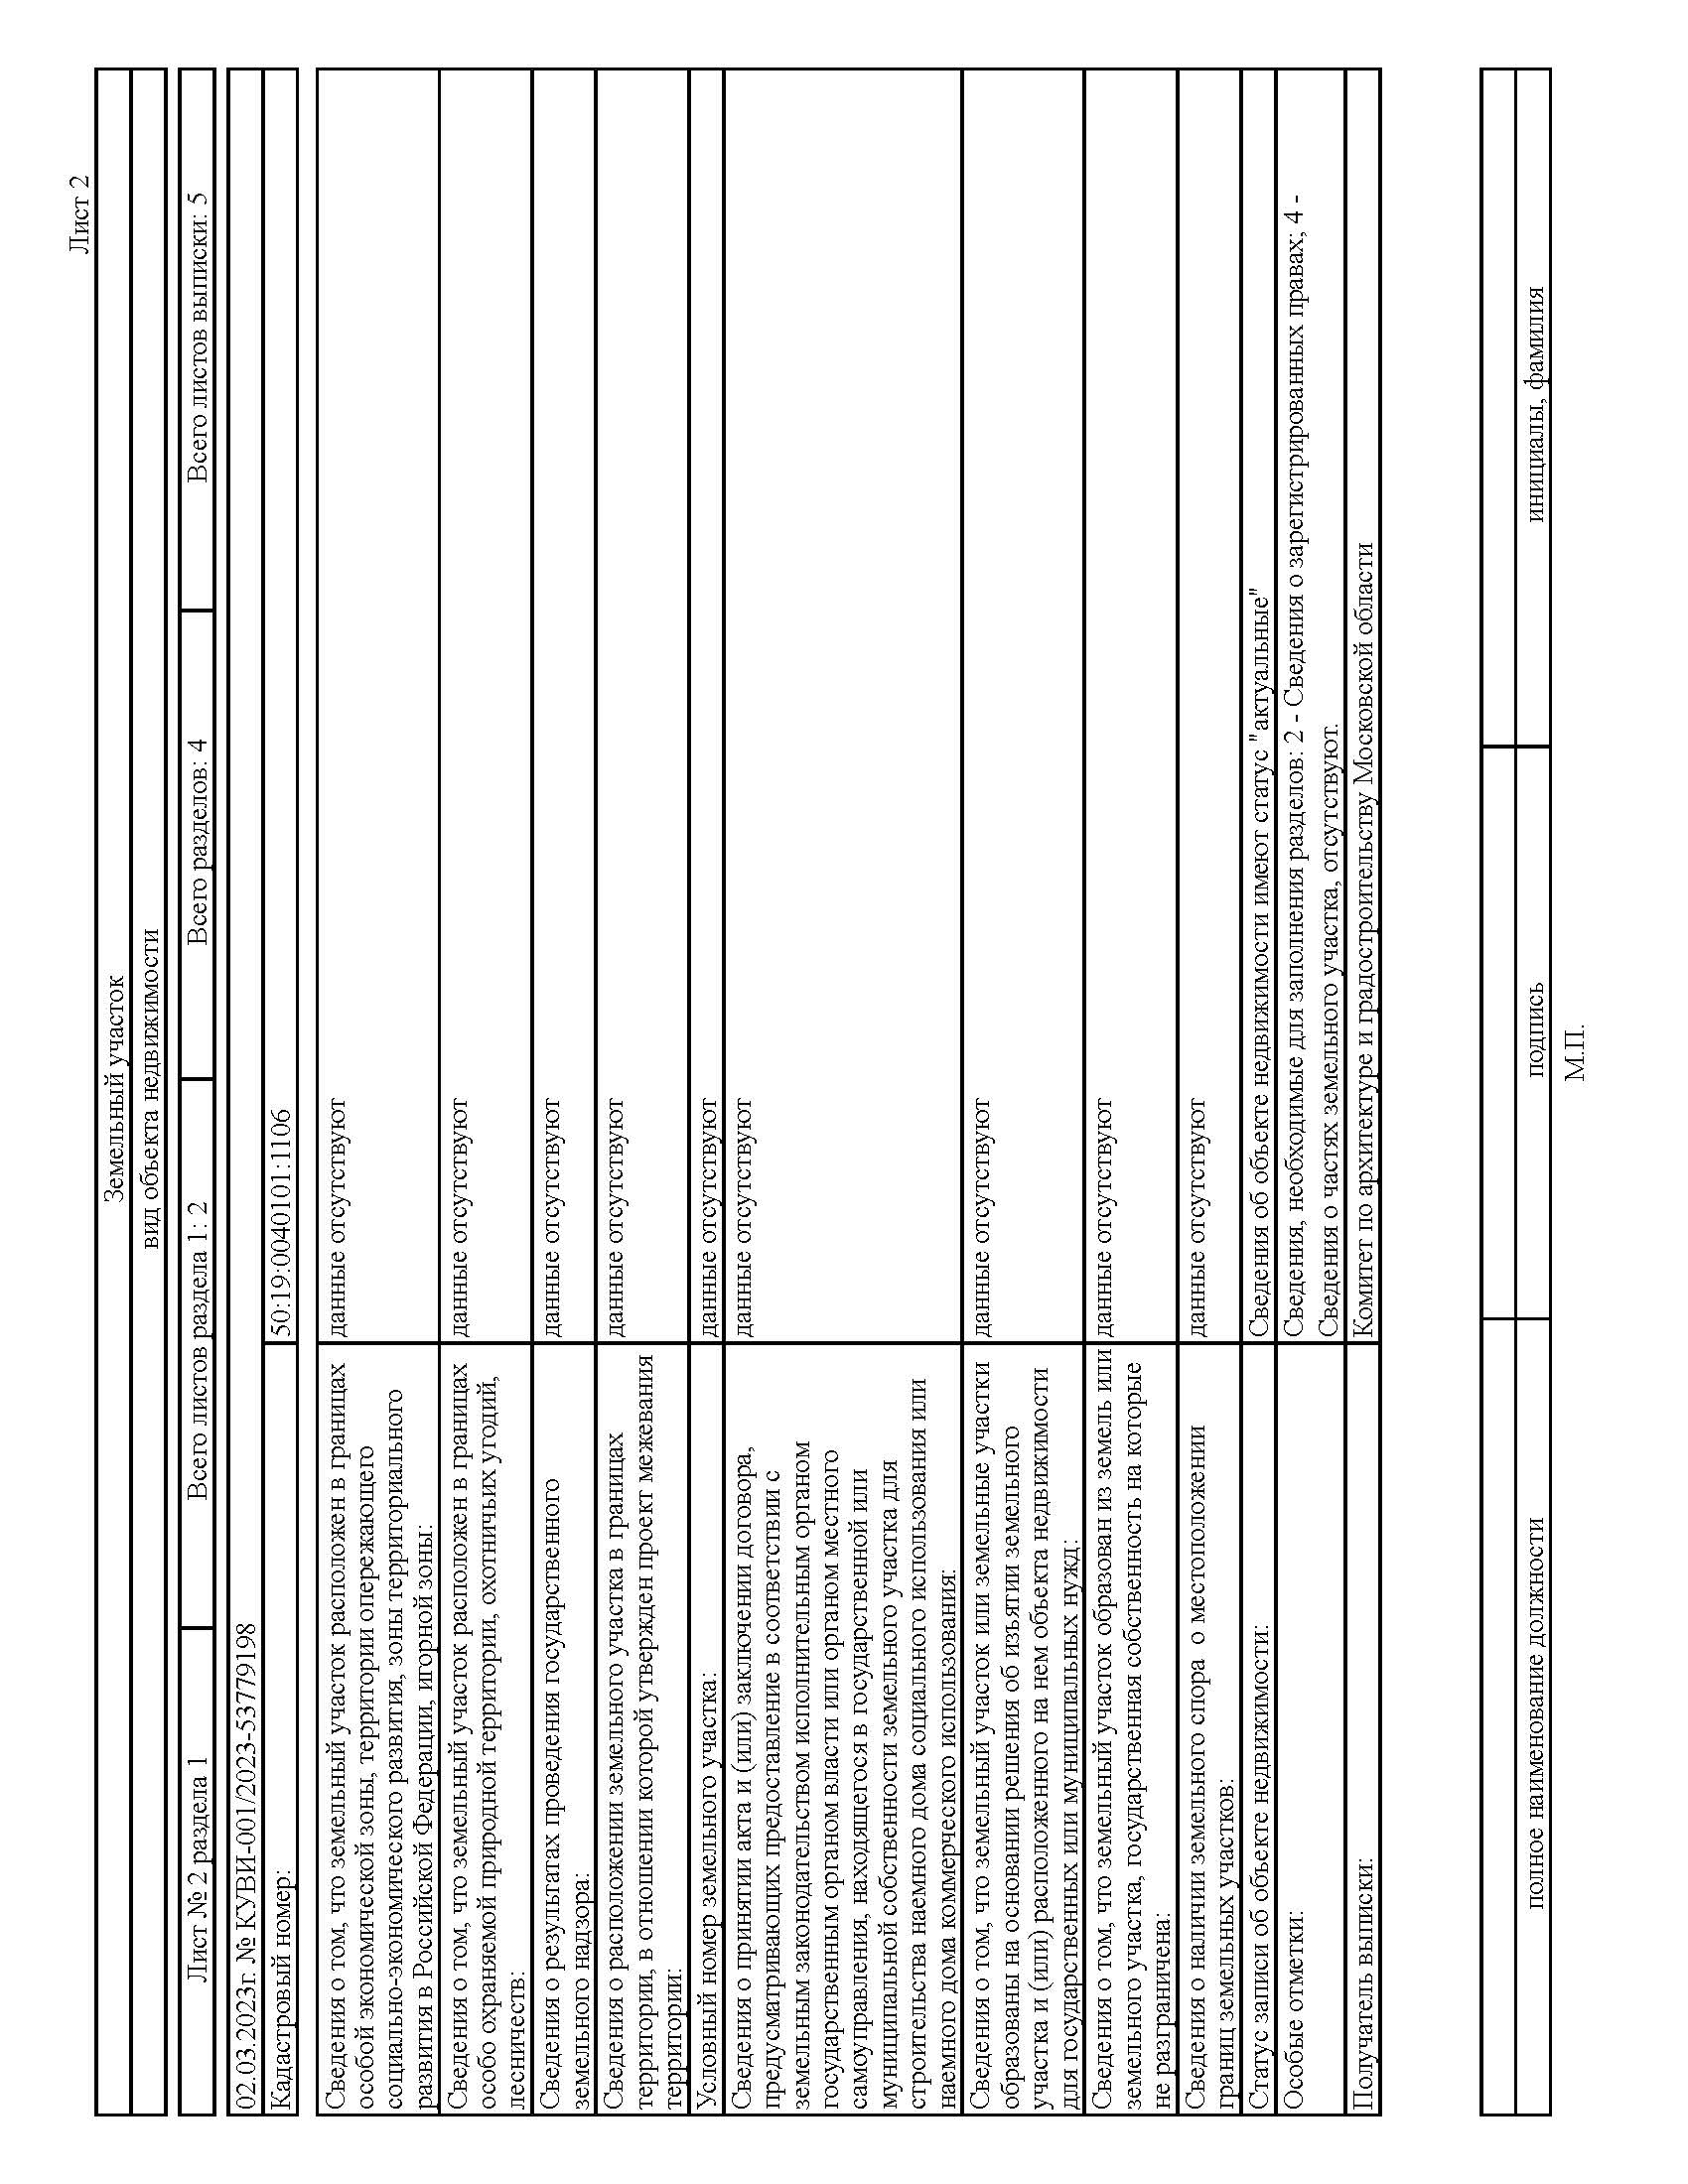 Лист 2
Земельный участок
вид объекта недвижимости
Лист № 2 раздела 1
Всего листов раздела 1: 2
Всего разделов: 4
Всего листов выписки: 5
02.03.2023г. № КУВИ-001/2023-53779198
Кадастровый номер:
50:19:0040101:1106
Сведения о том, что земельный участок расположен в границах
особой экономической зоны, территории опережающего
социально-экономического развития, зоны территориального
развития в Российской Федерации, игорной зоны:
данные отсутствуют
Сведения о том, что земельный участок расположен в границах
особо охраняемой природной территории, охотничьих угодий,
лесничеств:
данные отсутствуют
Сведения о результатах проведения государственного
земельного надзора:
данные отсутствуют
Сведения о расположении земельного участка в границах
территории, в отношении которой утвержден проект межевания
территории:
данные отсутствуют
Условный номер земельного участка:
данные отсутствуют
Сведения о принятии акта и (или) заключении договора,
предусматривающих предоставление в соответствии с
земельным законодательством исполнительным органом
государственным органом власти или органом местного
самоуправления, находящегося в государственной или
муниципальной собственности земельного участка для
строительства наемного дома социального использования или
наемного дома коммерческого использования:
данные отсутствуют
Сведения о том, что земельный участок или земельные участки
образованы на основании решения об изъятии земельного
участка и (или) расположенного на нем объекта недвижимости
для государственных или муниципальных нужд:
данные отсутствуют
Сведения о том, что земельный участок образован из земель или
земельного участка, государственная собственность на которые
не разграничена:
данные отсутствуют
Сведения о наличии земельного спора о местоположении
границ земельных участков:
данные отсутствуют
Статус записи об объекте недвижимости:
Сведения об объекте недвижимости имеют статус "актуальные"
Особые отметки:
Сведения, необходимые для заполнения разделов: 2 - Сведения о зарегистрированных правах; 4 -
Сведения о частях земельного участка, отсутствуют.
Получатель выписки:
Комитет по архитектуре и градостроительству Московской области
полное наименование должности
подпись
инициалы, фамилия
М.П.